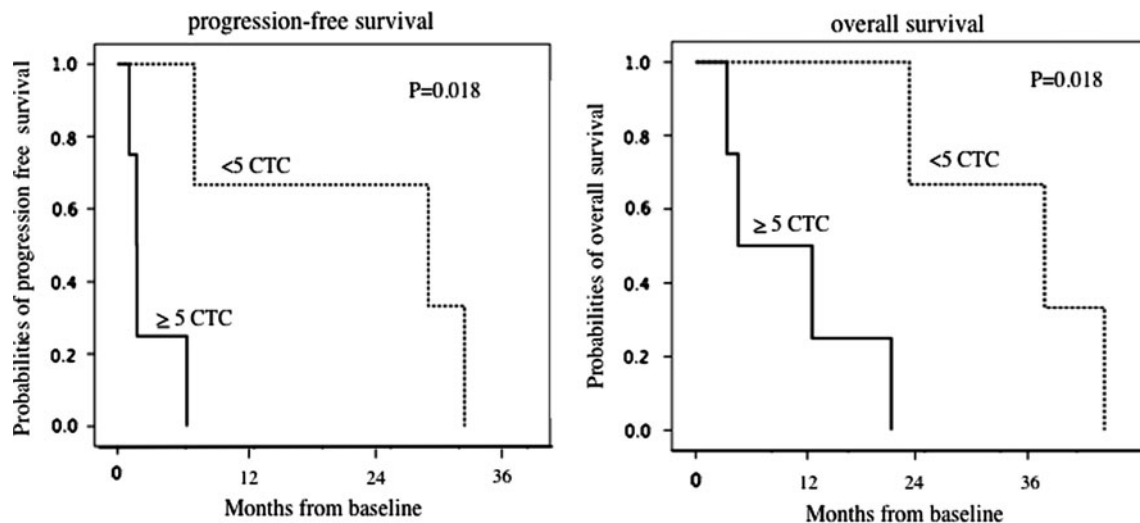 progression-free survival
Probabilities of progression free survival
1.0
0.8
0.6
0.4
0.2
0.0
P=0.018
<5 CTC
≥ 5 CTC
0 12 24 36
Months from baseline
overall survival
Probabilities of overall survival
1.0
0.8
0.6
0.4
0.2
0.0
P=0.018
<5 CTC
≥ 5 CTC
0 12 24 36
Months from baseline